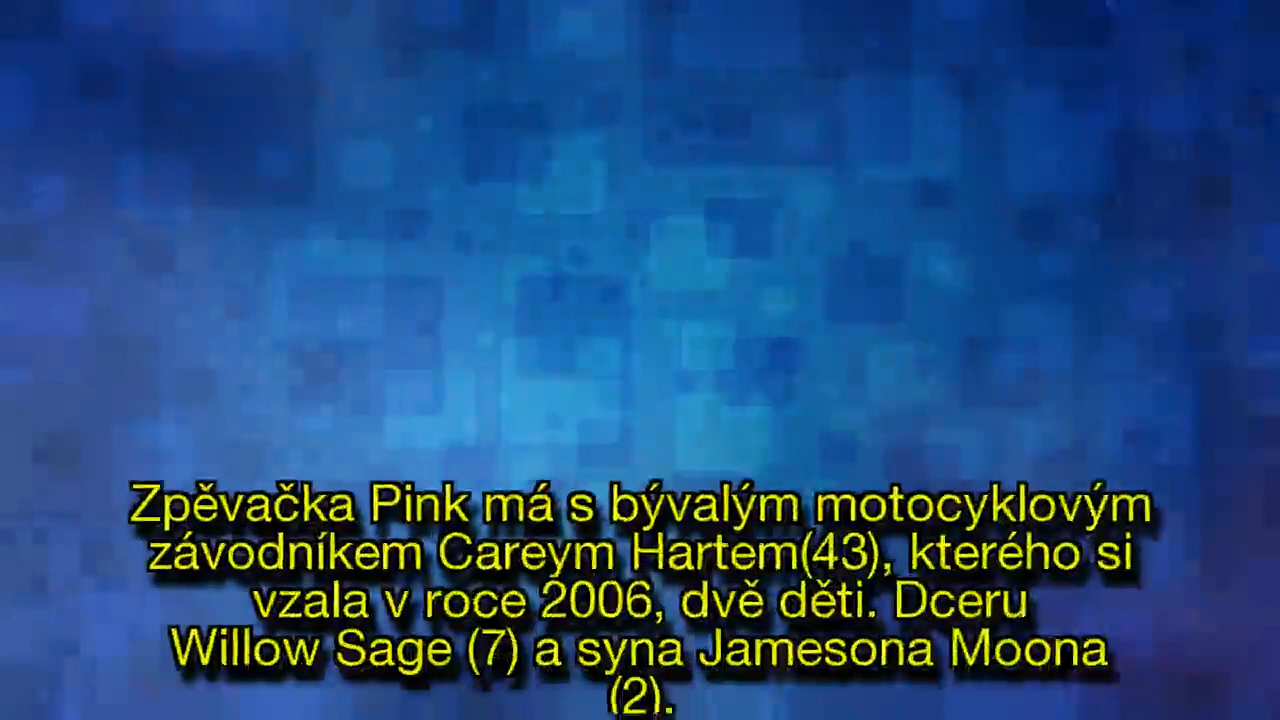 Zpěvačka Pink má s bývalým motocyklovým
závodníkem Careym Hartem(43), kterého si
vzala v roce 2006, dvě děti. Dceru
Willow Sage (7) a syna Jamesona Moona
(2).